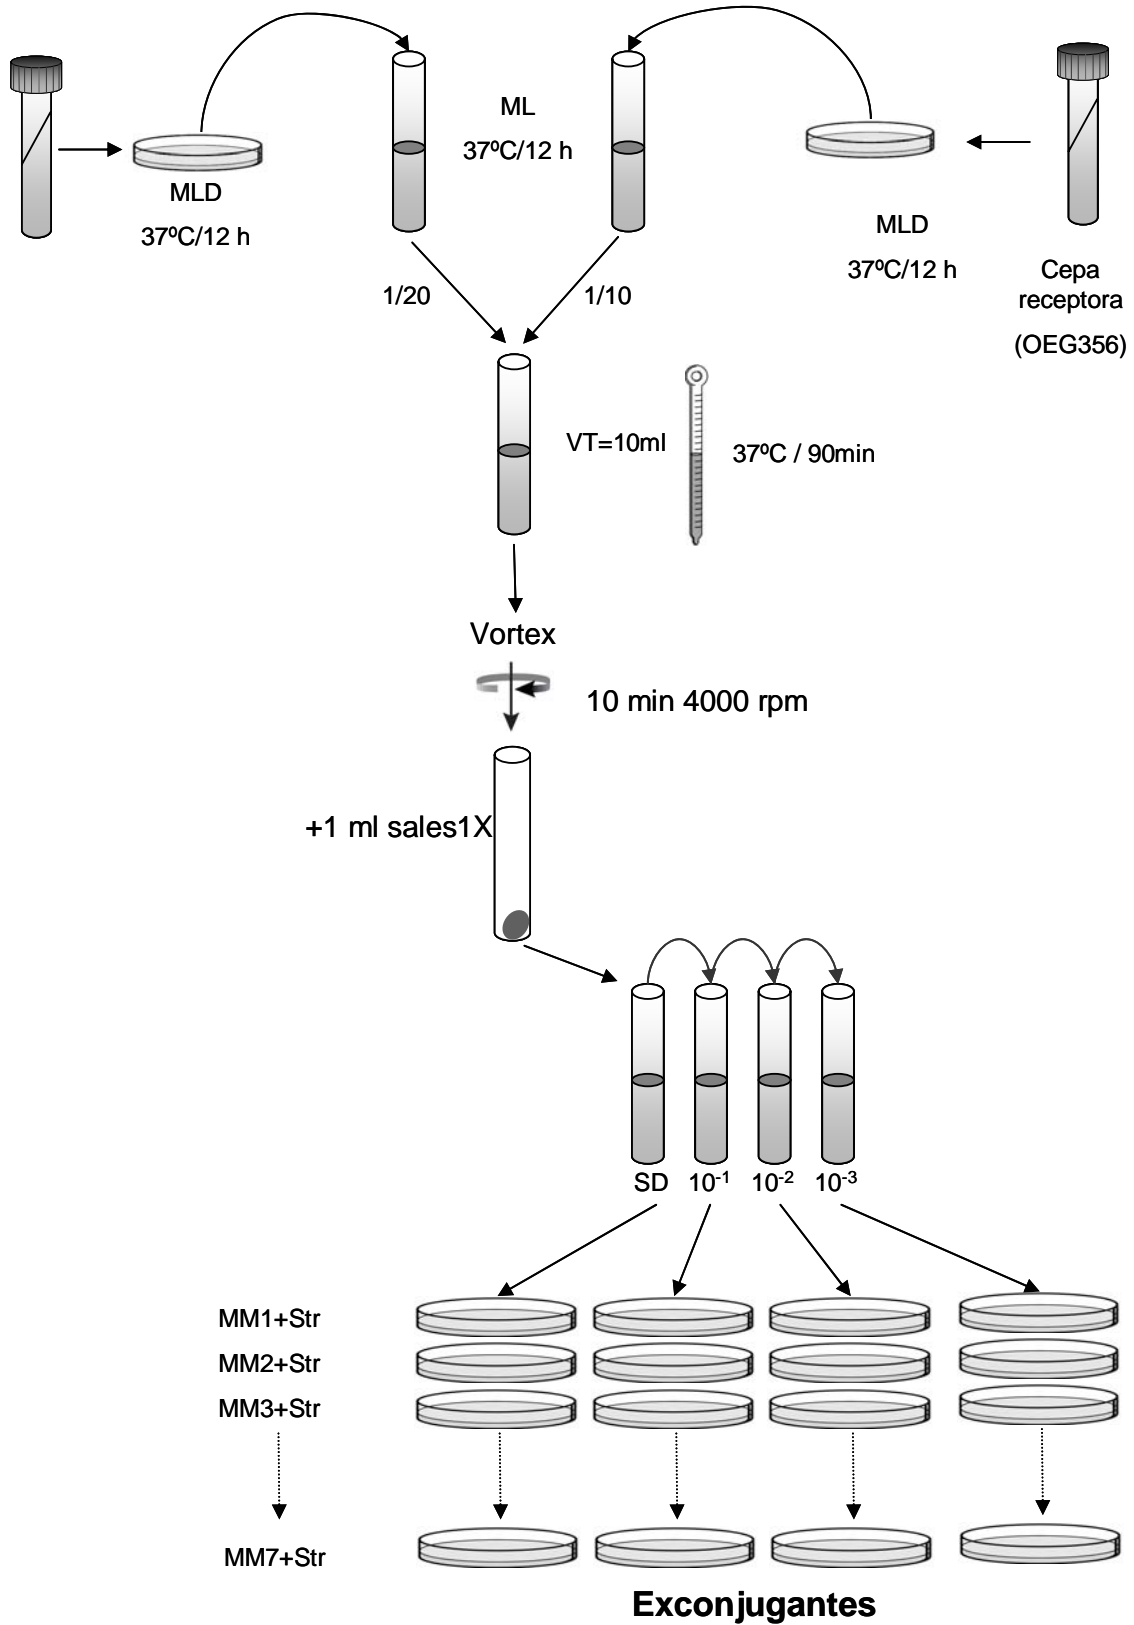 ML
37ºC/12 h
MLD
37ºC/12 h
MLD
37ºC/12 h
Cepa
receptora
(OEG356)
1/20
1/10
VT=10ml
37ºC / 90min
Vortex
10 min 4000 rpm
+1 ml sales1X
SD 10⁻¹ 10⁻² 10⁻³
MM1+Str
MM2+Str
MM3+Str
MM7+Str
Exconjugantes